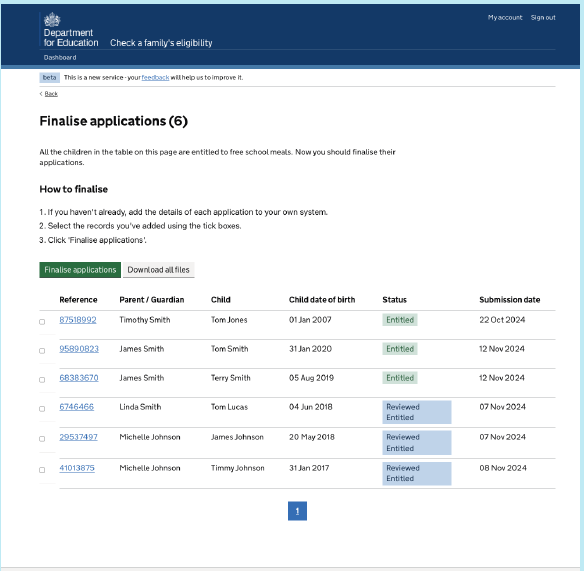 My account Sign out
Department
for Education Check a family's eligibility
Dashboard
beta This is a new service - your feedback will help us to improve it.
< Back
Finalise applications (6)
All the children in the table on this page are entitled to free school meals. Now you should finalise their
applications.
How to finalise
1. If you haven't already, add the details of each application to your own system.
2. Select the records you've added using the tick boxes.
3. Click 'Finalise applications'.
Finalise applications Download all files
Reference Parent / Guardian Child Child date of birth Status Submission date
87518992 Timothy Smith Tom Jones 01 Jan 2007 Entitled 22 Oct 2024
95890823 James Smith Tom Smith 31 Jan 2020 Entitled 12 Nov 2024
68383670 James Smith Terry Smith 05 Aug 2019 Entitled 12 Nov 2024
6746466 Linda Smith Tom Lucas 04 Jun 2018 Reviewed 07 Nov 2024
Entitled
29537497 Michelle Johnson James Johnson 20 May 2018 Reviewed 07 Nov 2024
Entitled
41013875 Michelle Johnson Timmy Johnson 31 Jan 2017 Reviewed 08 Nov 2024
Entitled
1